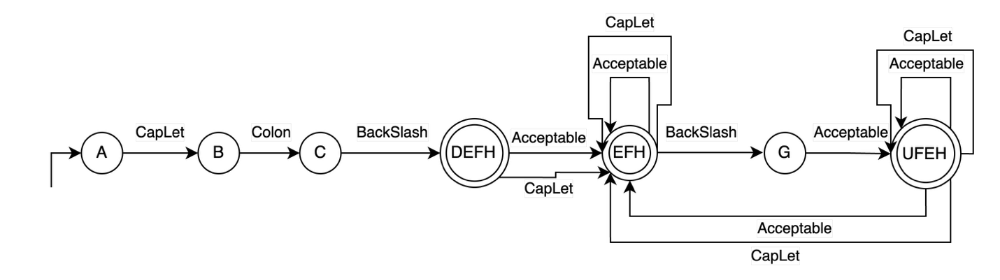 CapLet
CapLet
Acceptable
Acceptable
CapLet
Colon
BackSlash
Acceptable
BackSlash
Acceptable
A
B
C
DEFH
EFH
G
UFEH
CapLet
Acceptable
CapLet